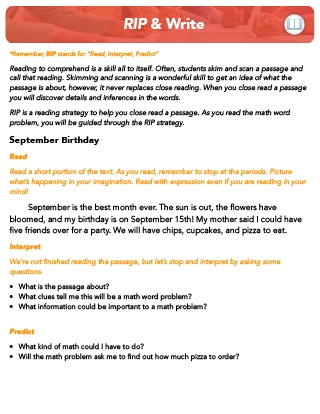 RIP & Write
*Remember, RIP stands for "Read, Interpret, Predict"
Reading to comprehend is a skill all to itself. Often, students skim and scan a passage and
call that reading. Skimming and scanning is a wonderful skill to get an idea of what the
passage is about, however, it never replaces close reading. When you close read a passage
you will discover details and inferences in the words.
RIP is a reading strategy to help you close read a passage. As you read the math word
problem, you will be guided through the RIP strategy.
September Birthday
Read
Read a short portion of the text. As you read, remember to stop at the periods. Picture
what's happening in your imagination. Read with expression even if you are reading in your
mind!
September is the best month ever. The sun is out, the flowers have
bloomed, and my birthday is on September 15th! My mother said I could have
five friends over for a party. We will have chips, cupcakes, and pizza to eat.
Interpret
We're not finished reading the passage, but let's stop and interpret by asking some
questions.
• What is the passage about?
• What clues tell me this will be a math word problem?
• What information could be important to a math problem?
Predict
• What kind of math could I have to do?
• Will the math problem ask me to find out how much pizza to order?